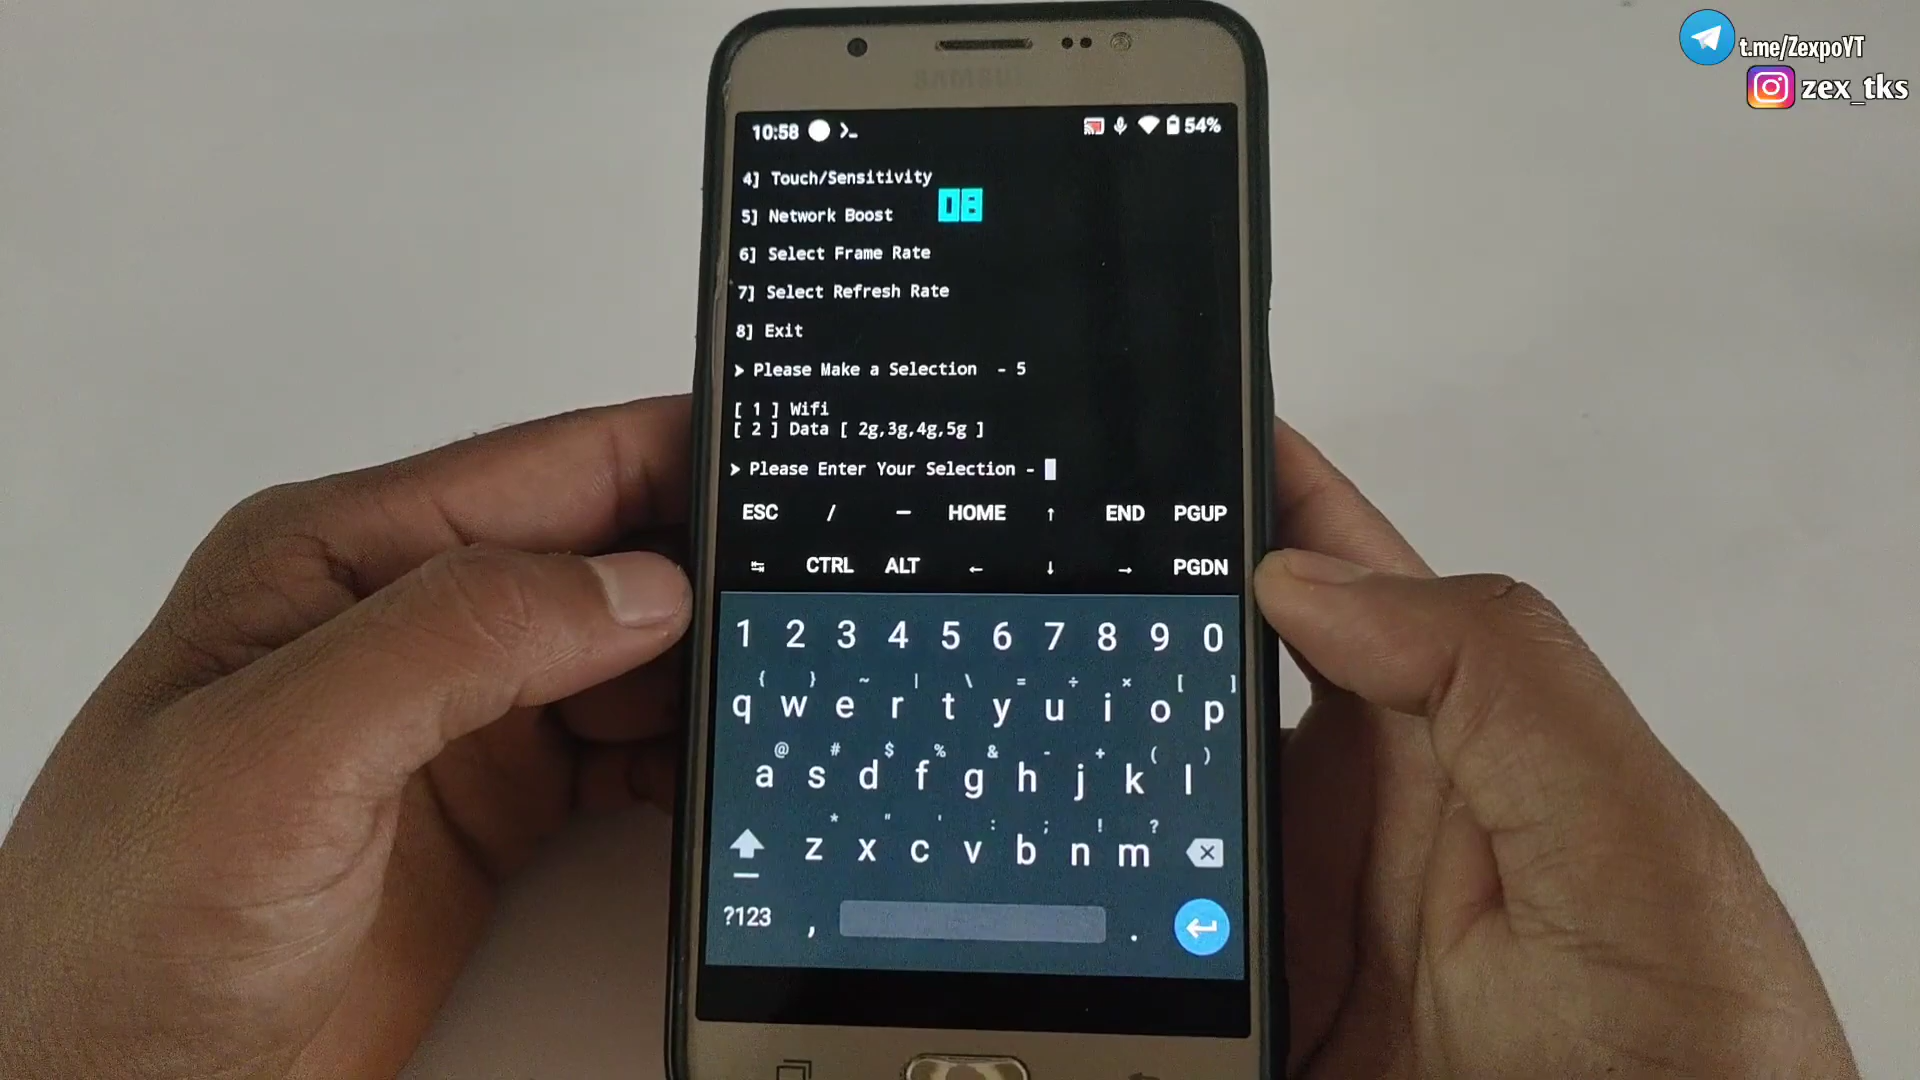 t.me/ZexpoYT
zex_tks
SAMSUNG
10:58 54%
4] Touch/Sensitivity
5] Network Boost
6] Select Frame Rate
7] Select Refresh Rate
8] Exit
> Please Make a Selection - 5
[ 1 ] Wifi
[ 2 ] Data [ 2g,3g,4g,5g ]
> Please Enter Your Selection -
ESC / — HOME ↑ END PGUP
↹ CTRL ALT ← ↓ → PGDN
1 2 3 4 5 6 7 8 9 0
{ } ~ | \ = ÷ × [ ]
q w e r t y u i o p
@ # $ % & - + ( )
a s d f g h j k l
* " ' : ; ! ?
z x c v b n m
?123 , .